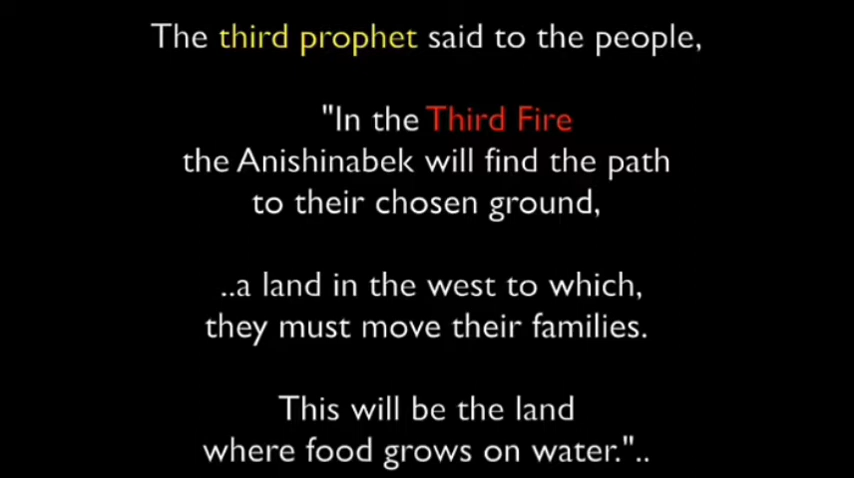 The third prophet said to the people,
"In the Third Fire
the Anishinabek will find the path
to their chosen ground,
..a land in the west to which,
they must move their families.
This will be the land
where food grows on water."..